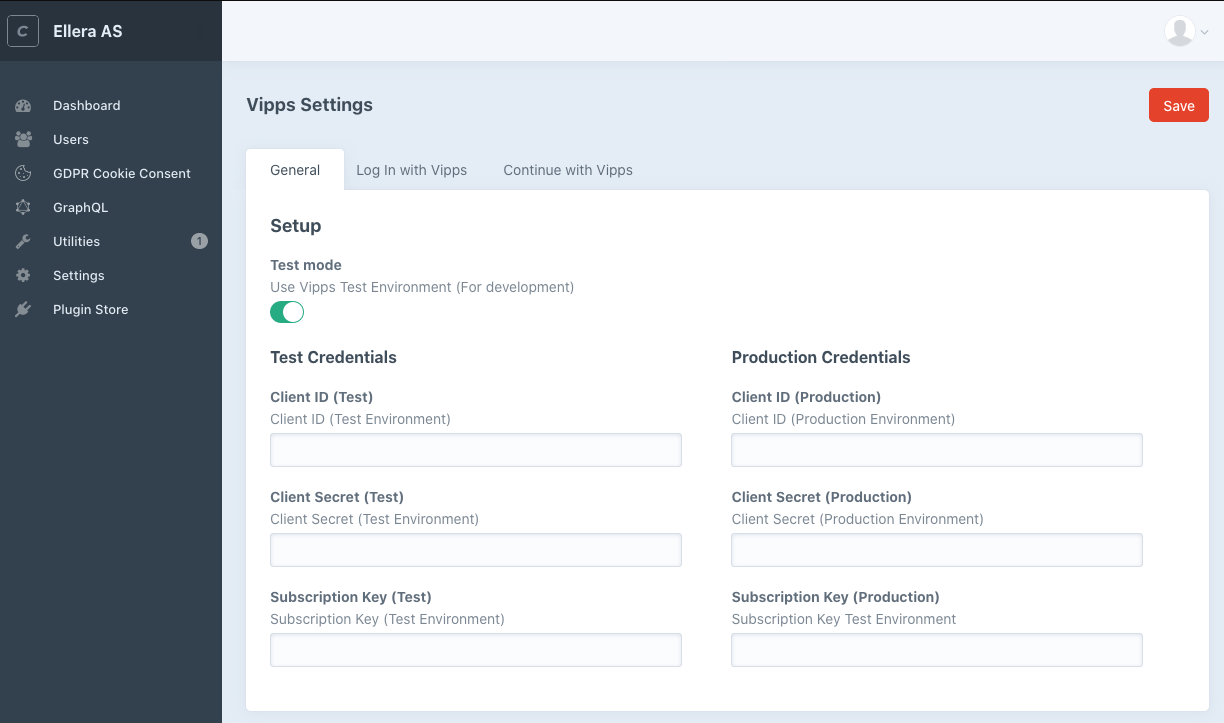 C
Ellera AS
Dashboard
Users
GDPR Cookie Consent
GraphQL
Utilities 1
Settings
Plugin Store
Vipps Settings
Save
General Log In with Vipps Continue with Vipps
Setup
Test mode
Use Vipps Test Environment (For development)
Test Credentials
Client ID (Test)
Client ID (Test Environment)
Client Secret (Test)
Client Secret (Test Environment)
Subscription Key (Test)
Subscription Key (Test Environment)
Production Credentials
Client ID (Production)
Client ID (Production Environment)
Client Secret (Production)
Client Secret (Production Environment)
Subscription Key (Production)
Subscription Key Test Environment